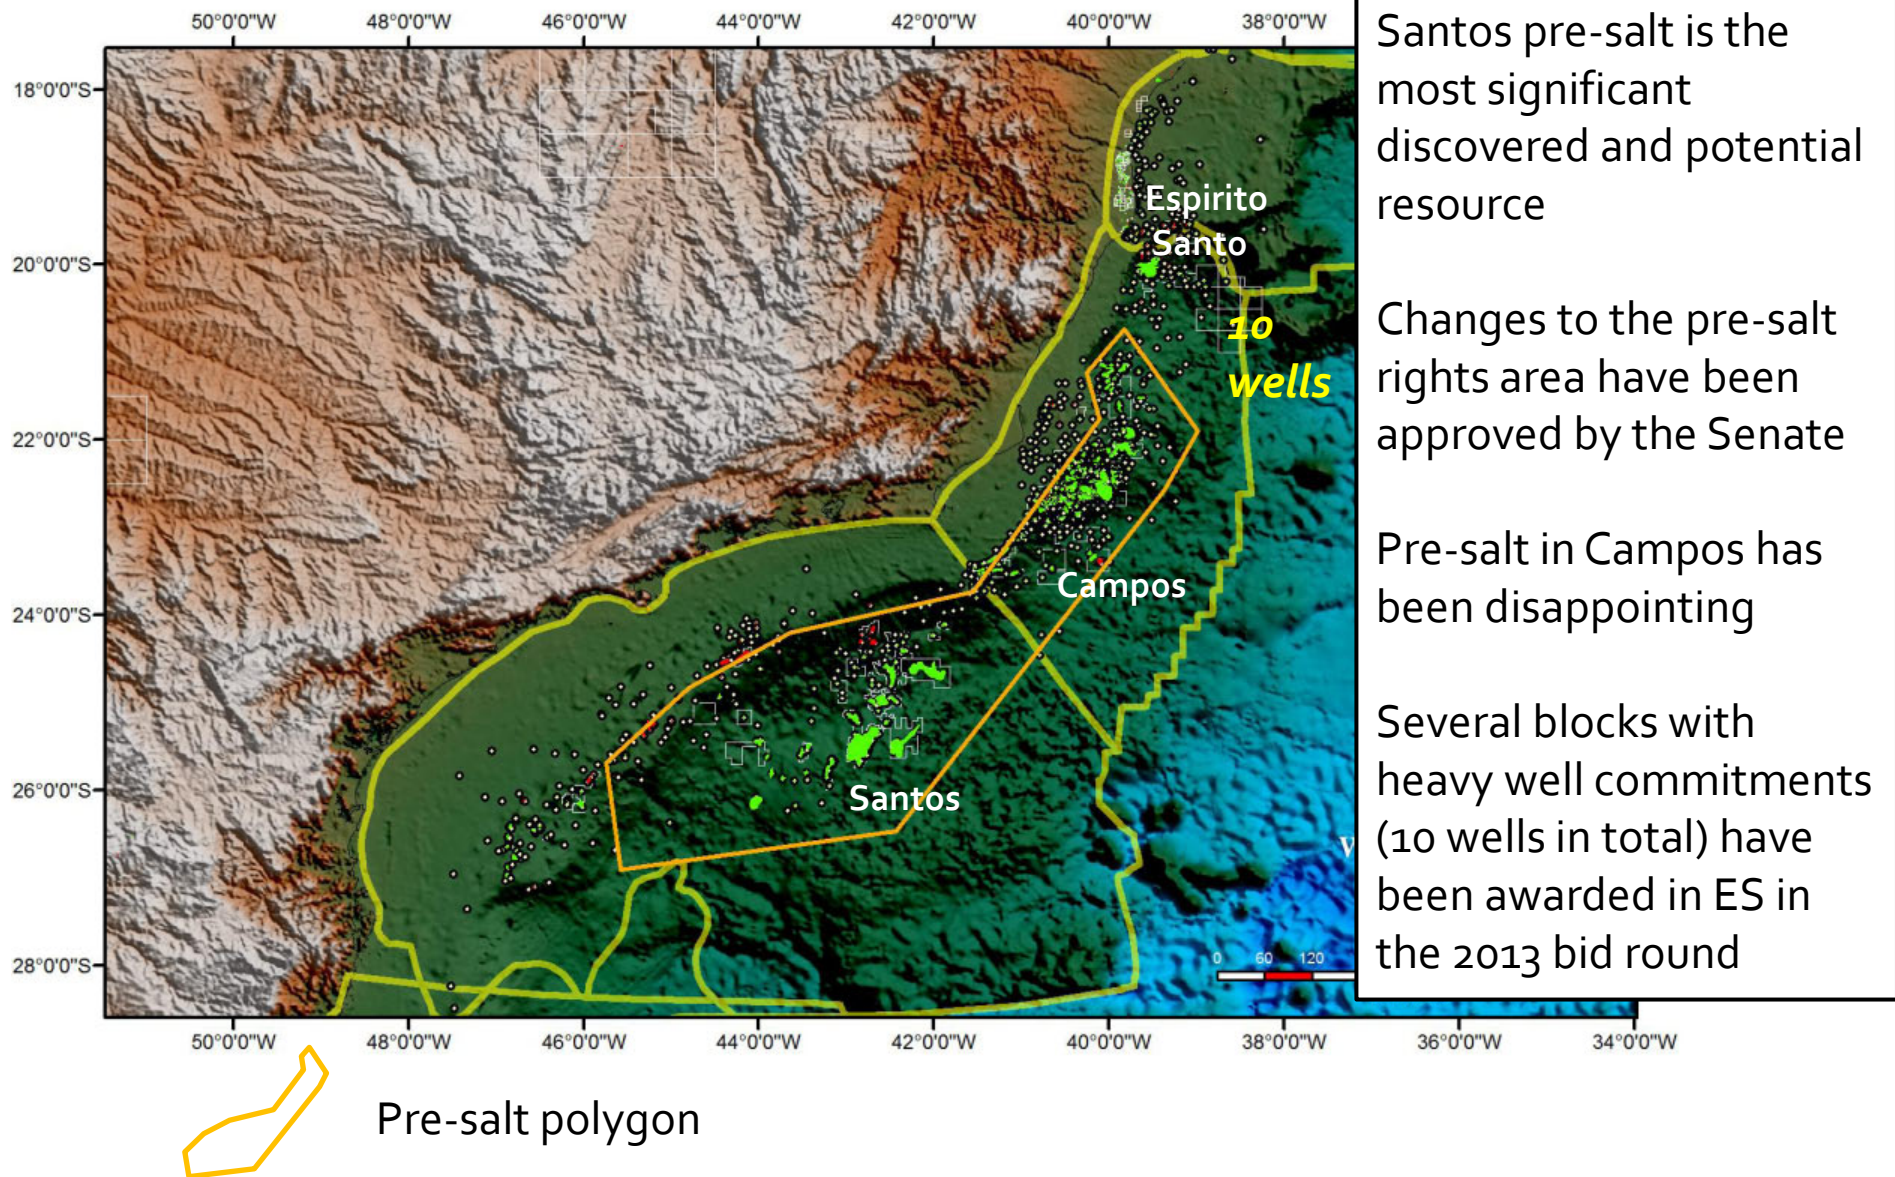 50°0'0"W 48°0'0"W 46°0'0"W 44°0'0"W 42°0'0"W 40°0'0"W 38°0'0"W
18°0'0"S
20°0'0"S
22°0'0"S
24°0'0"S
26°0'0"S
28°0'0"S
Espirito
Santo
10
wells
Campos
Santos
0 60 120
50°0'0"W 48°0'0"W 46°0'0"W 44°0'0"W 42°0'0"W 40°0'0"W 38°0'0"W 36°0'0"W 34°0'0"W
Santos pre-salt is the
most significant
discovered and potential
resource
Changes to the pre-salt
rights area have been
approved by the Senate
Pre-salt in Campos has
been disappointing
Several blocks with
heavy well commitments
(10 wells in total) have
been awarded in ES in
the 2013 bid round
Pre-salt polygon